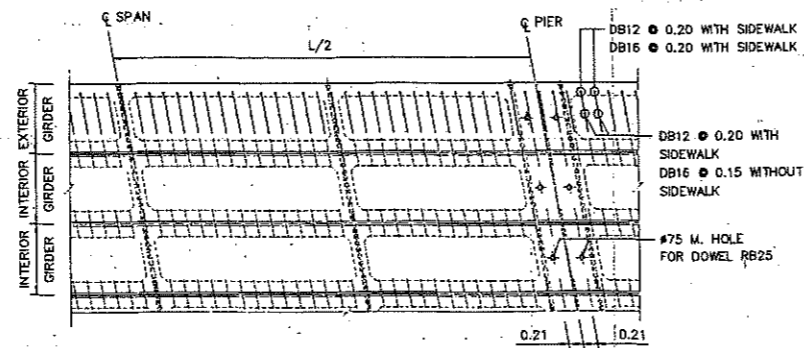 ℄ SPAN
℄ PIER
L/2
DB12 @ 0.20 WITH SIDEWALK
DB16 @ 0.20 WITH SIDEWALK
EXTERIOR GIRDER
INTERIOR GIRDER
INTERIOR GIRDER
DB12 @ 0.20 WITH
SIDEWALK
DB16 @ 0.15 WITHOUT
SIDEWALK
ø75 M. HOLE
FOR DOWEL RB25
0.21
0.21